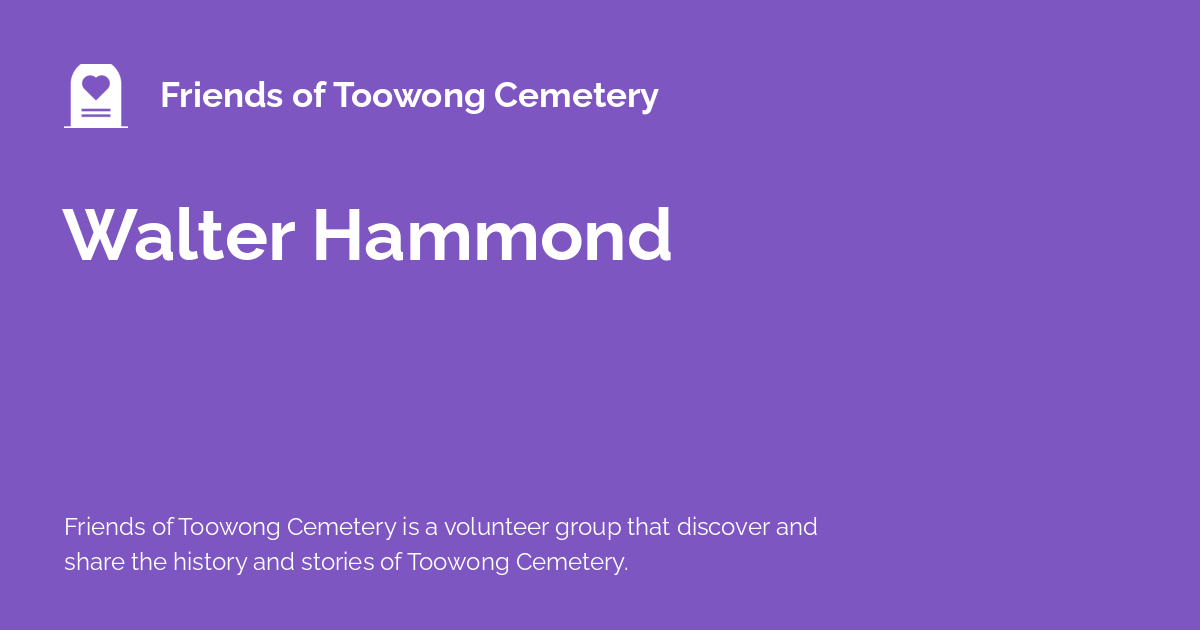 Friends of Toowong Cemetery
Walter Hammond
Friends of Toowong Cemetery is a volunteer group that discover and
share the history and stories of Toowong Cemetery.